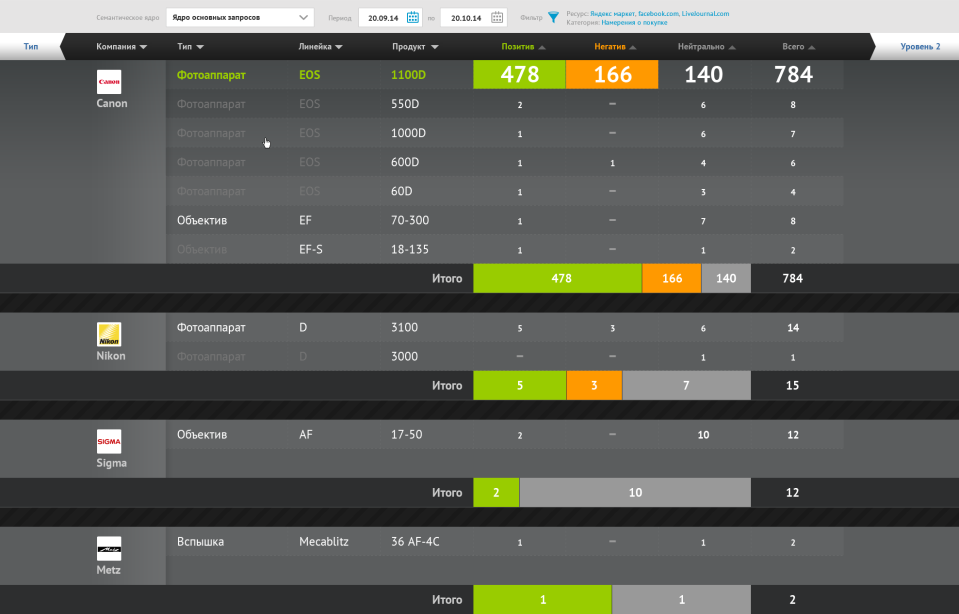 Семантическое ядро Ядро основных запросов Период 20.09.14 по 20.10.14 Фильтр Ресурс: Яндекс маркет, facebook.com, Livelournal.com
Категория: Намерения о покупке
Тип Компания Тип Линейка Продукт Позитив Негатив Нейтрально Всего Уровень 2
Canon Фотоаппарат EOS 1100D 478 166 140 784
Canon Фотоаппарат EOS 550D 2 – 6 8
Фотоаппарат EOS 1000D 1 – 6 7
Фотоаппарат EOS 600D 1 1 4 6
Фотоаппарат EOS 60D 1 – 3 4
Объектив EF 70-300 1 – 7 8
Объектив EF-S 18-135 1 – 1 2
Итого 478 166 140 784
Nikon Фотоаппарат D 3100 5 3 6 14
Nikon Фотоаппарат D 3000 – – 1 1
Итого 5 3 7 15
SIGMA Объектив AF 17-50 2 – 10 12
Sigma
Итого 2 10 12
Metz Вспышка Mecablitz 36 AF-4C 1 – 1 2
Metz
Итого 1 1 2